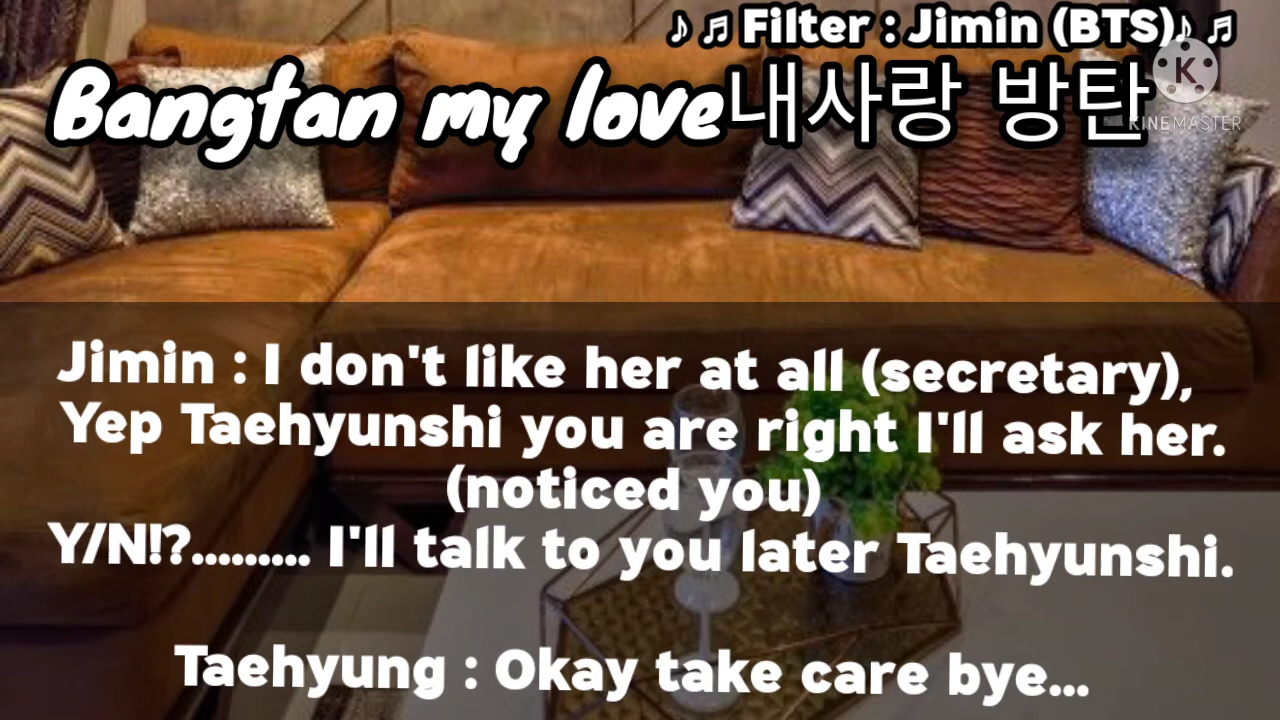 ♪ ♬ Filter : Jimin (BTS)♪ ♬
Bangtan my love내사랑 방탄
K
KINEMASTER
Jimin : I don't like her at all (secretary),
Yep Taehyunshi you are right I'll ask her.
(noticed you)
Y/N!?......... I'll talk to you later Taehyunshi.
Taehyung : Okay take care bye...